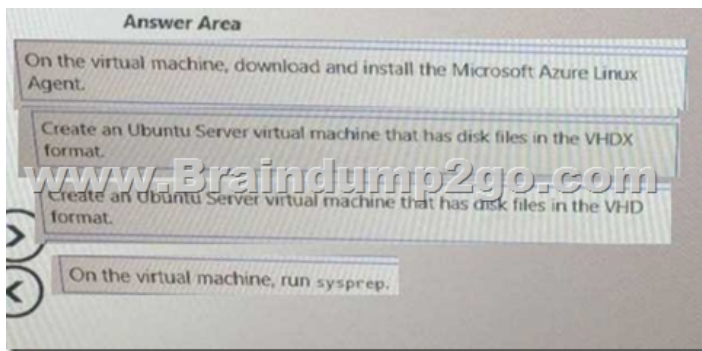 Answer Area
On the virtual machine, download and install the Microsoft Azure Linux
Agent.
Create an Ubuntu Server virtual machine that has disk files in the VHDX
format.
www.Braindump2go.com
Create an Ubuntu Server virtual machine that has disk files in the VHD
format.
On the virtual machine, run sysprep.